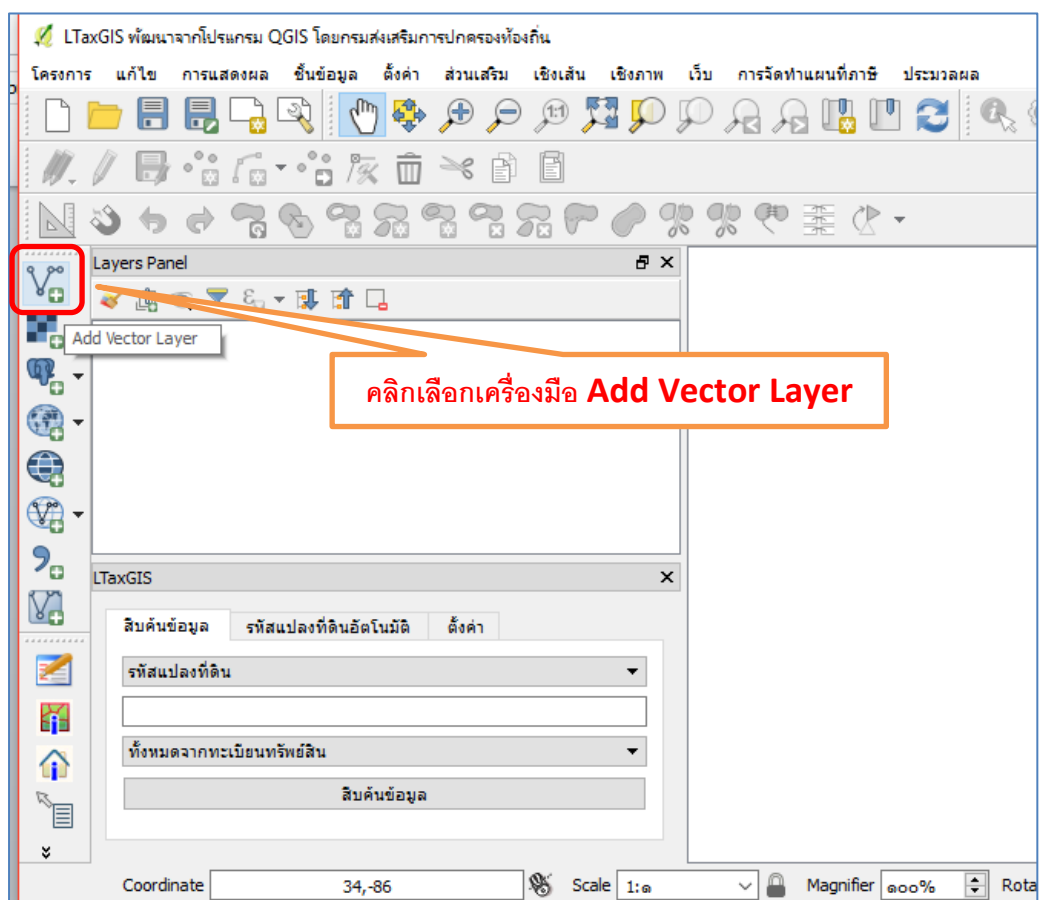 LTaxGIS พัฒนาจากโปรแกรม QGIS โดยกรมส่งเสริมการปกครองท้องถิ่น
โครงการ แก้ไข การแสดงผล ชั้นข้อมูล ตั้งค่า ส่วนเสริม เชิงเส้น เชิงภาพ เว็บ การจัดทำแผนที่ภาษี ประมวลผล
1:1
Layers Panel
Add Vector Layer
คลิกเลือกเครื่องมือ Add Vector Layer
LTaxGIS
สืบค้นข้อมูล รหัสแปลงที่ดินอัตโนมัติ ตั้งค่า
รหัสแปลงที่ดิน
ทั้งหมดจากทะเบียนทรัพย์สิน
สืบค้นข้อมูล
Coordinate 34,-86 Scale 1:๑ Magnifier ๑๐๐% Rota